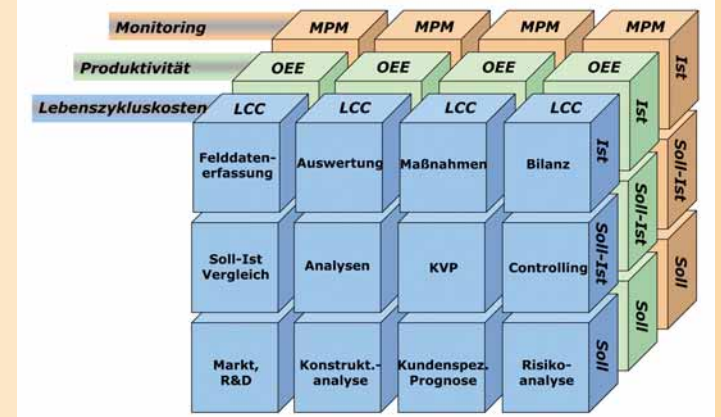 Monitoring MPM MPM MPM MPM
Produktivität OEE OEE OEE OEE
Lebenszykluskosten LCC LCC LCC LCC
Ist
Ist
Ist
Felddaten-
erfassung
Auswertung
Maßnahmen
Bilanz
Soll-Ist
Soll-Ist
Soll-Ist
Soll-Ist
Vergleich
Analysen
KVP
Controlling
Soll
Soll
Soll
Markt,
R&D
Konstrukt.-
analyse
Kundenspez.
Prognose
Risiko-
analyse